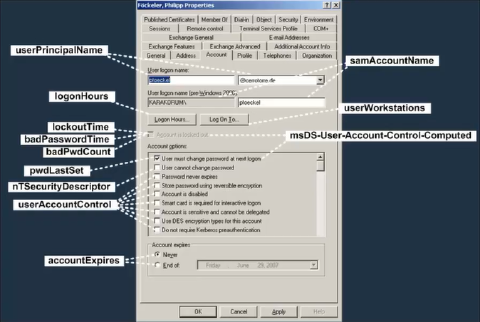 Fückeler, Philipp Properties
Published Certificates Member Of Dial-in Object Security Environment
Sessions Remote control Terminal Services Profile COM+
Exchange General E-mail Addresses
Exchange Features Exchange Advanced Additional Account Info
General Address Account Profile Telephones Organization
userPrincipalName
User logon name:
@cerrotorre.de
samAccountName
User logon name (pre-Windows
ploeckel
logonHours
Logon Hours... Log On To...
userWorkstations
lockoutTime
Account is locked out
msDS-User-Account-Control-Computed
badPasswordTime
badPwdCount
Account options:
User must change password at next logon
pwdLastSet
User cannot change password
Password never expires
nTSecurityDescriptor
Store password using reversible encryption
Account is disabled
userAccountControl
Smart card is required for interactive logon
Account is sensitive and cannot be delegated
Use DES encryption types for this account
Do not require Kerberos preauthentication
Account expires
Never
accountExpires
End of: Friday , June 29, 2007
OK Cancel Apply Help